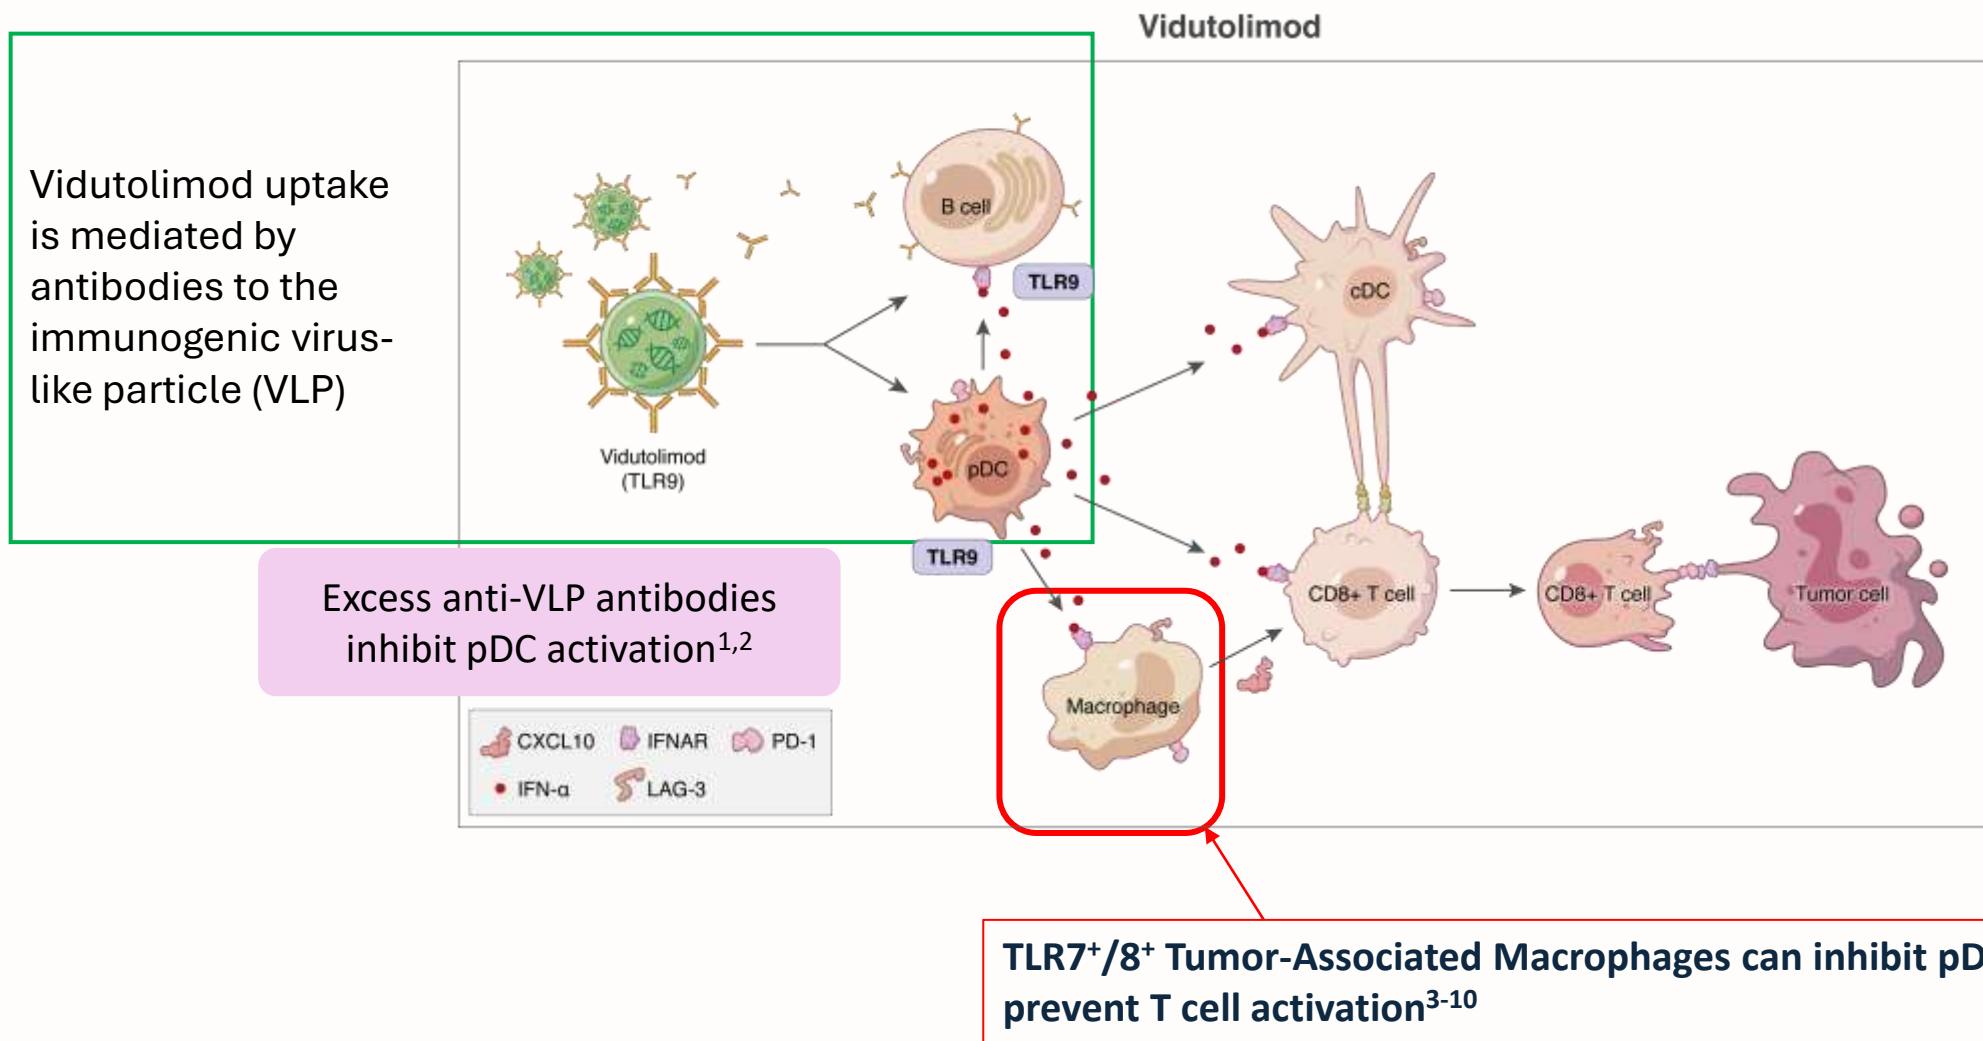 Vidutolimod
Vidutolimod uptake
is mediated by
antibodies to the
immunogenic virus-
like particle (VLP)
B cell
TLR9
cDC
Vidutolimod
(TLR9)
pDC
TLR9
Excess anti-VLP antibodies
inhibit pDC activation1,2
CD8+ T cell
CD8+ T cell
Tumor cell
Macrophage
CXCL10 IFNAR PD-1
IFN-α LAG-3
TLR7+/8+ Tumor-Associated Macrophages can inhibit
prevent T cell activation3-10